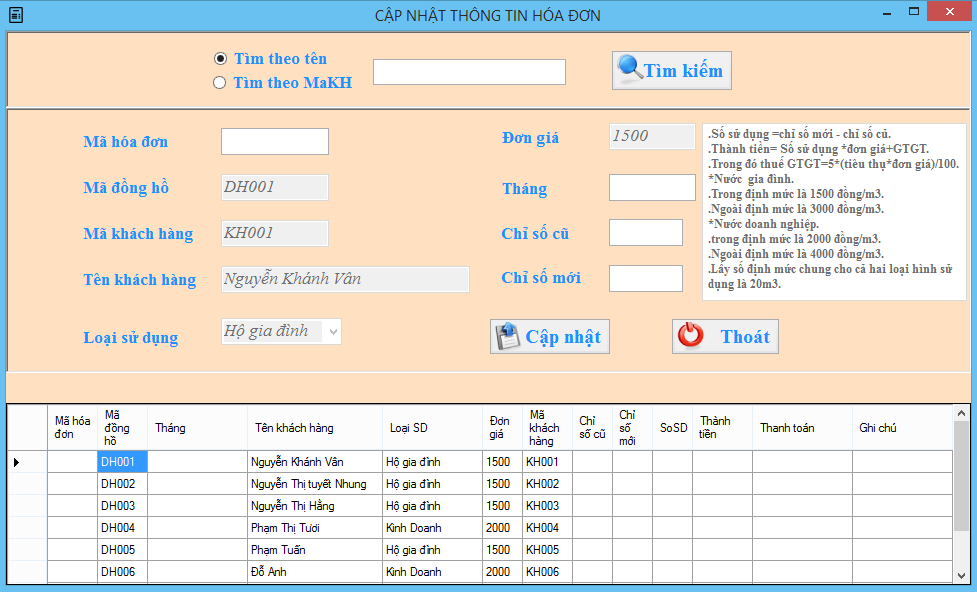 CẬP NHẬT THÔNG TIN HÓA ĐƠN
Tìm theo tên
Tìm theo MaKH
Tìm kiếm
Mã hóa đơn
Mã đồng hồ DH001
Mã khách hàng KH001
Tên khách hàng Nguyễn Khánh Vân
Loại sử dụng Hộ gia đình
Đơn giá 1500
Tháng
Chỉ số cũ
Chỉ số mới
Cập nhật
Thoát
.Số sử dụng =chỉ số mới - chỉ số cũ.
.Thành tiền= Số sử dụng *đơn giá+GTGT.
.Trong đó thuế GTGT=5*(tiêu thụ*đơn giá)/100.
*Nước gia đình.
.Trong định mức là 1500 đồng/m3.
.Ngoài định mức là 3000 đồng/m3.
*Nước doanh nghiệp.
.trong định mức là 2000 đồng/m3.
.Ngoài định mức là 4000 đồng/m3.
.Lấy số định mức chung cho cả hai loại hình sử
dụng là 20m3.
Mã hóa đơn Mã đồng hồ Tháng Tên khách hàng Loại SD Đơn giá Mã khách hàng Chỉ số cũ Chỉ số mới SoSD Thành tiền Thanh toán Ghi chú
DH001 Nguyễn Khánh Vân Hộ gia đình 1500 KH001
DH002 Nguyễn Thị tuyết Nhung Hộ gia đình 1500 KH002
DH003 Nguyễn Thị Hằng Hộ gia đình 1500 KH003
DH004 Phạm Thị Tươi Kinh Doanh 2000 KH004
DH005 Phạm Tuấn Hộ gia đình 1500 KH005
DH006 Đỗ Anh Kinh Doanh 2000 KH006